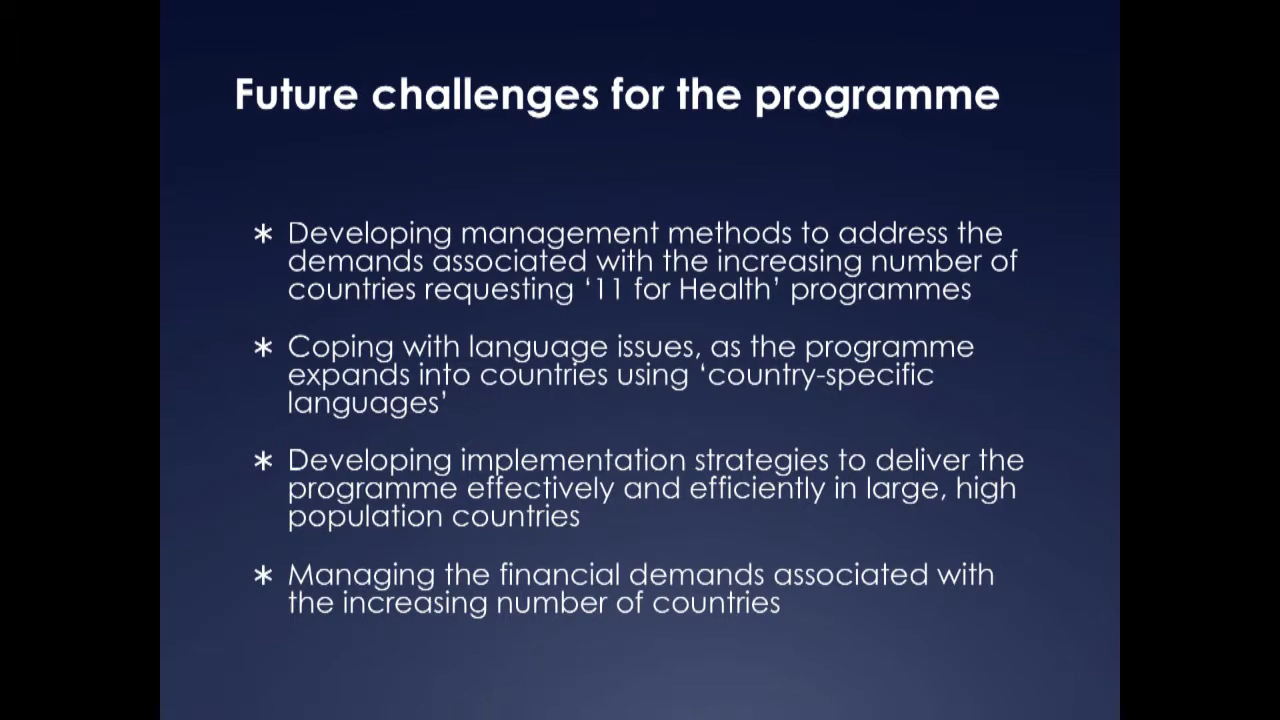 Future challenges for the programme
* Developing management methods to address the
demands associated with the increasing number of
countries requesting ‘11 for Health’ programmes
* Coping with language issues, as the programme
expands into countries using ‘country-specific
languages’
* Developing implementation strategies to deliver the
programme effectively and efficiently in large, high
population countries
* Managing the financial demands associated with
the increasing number of countries